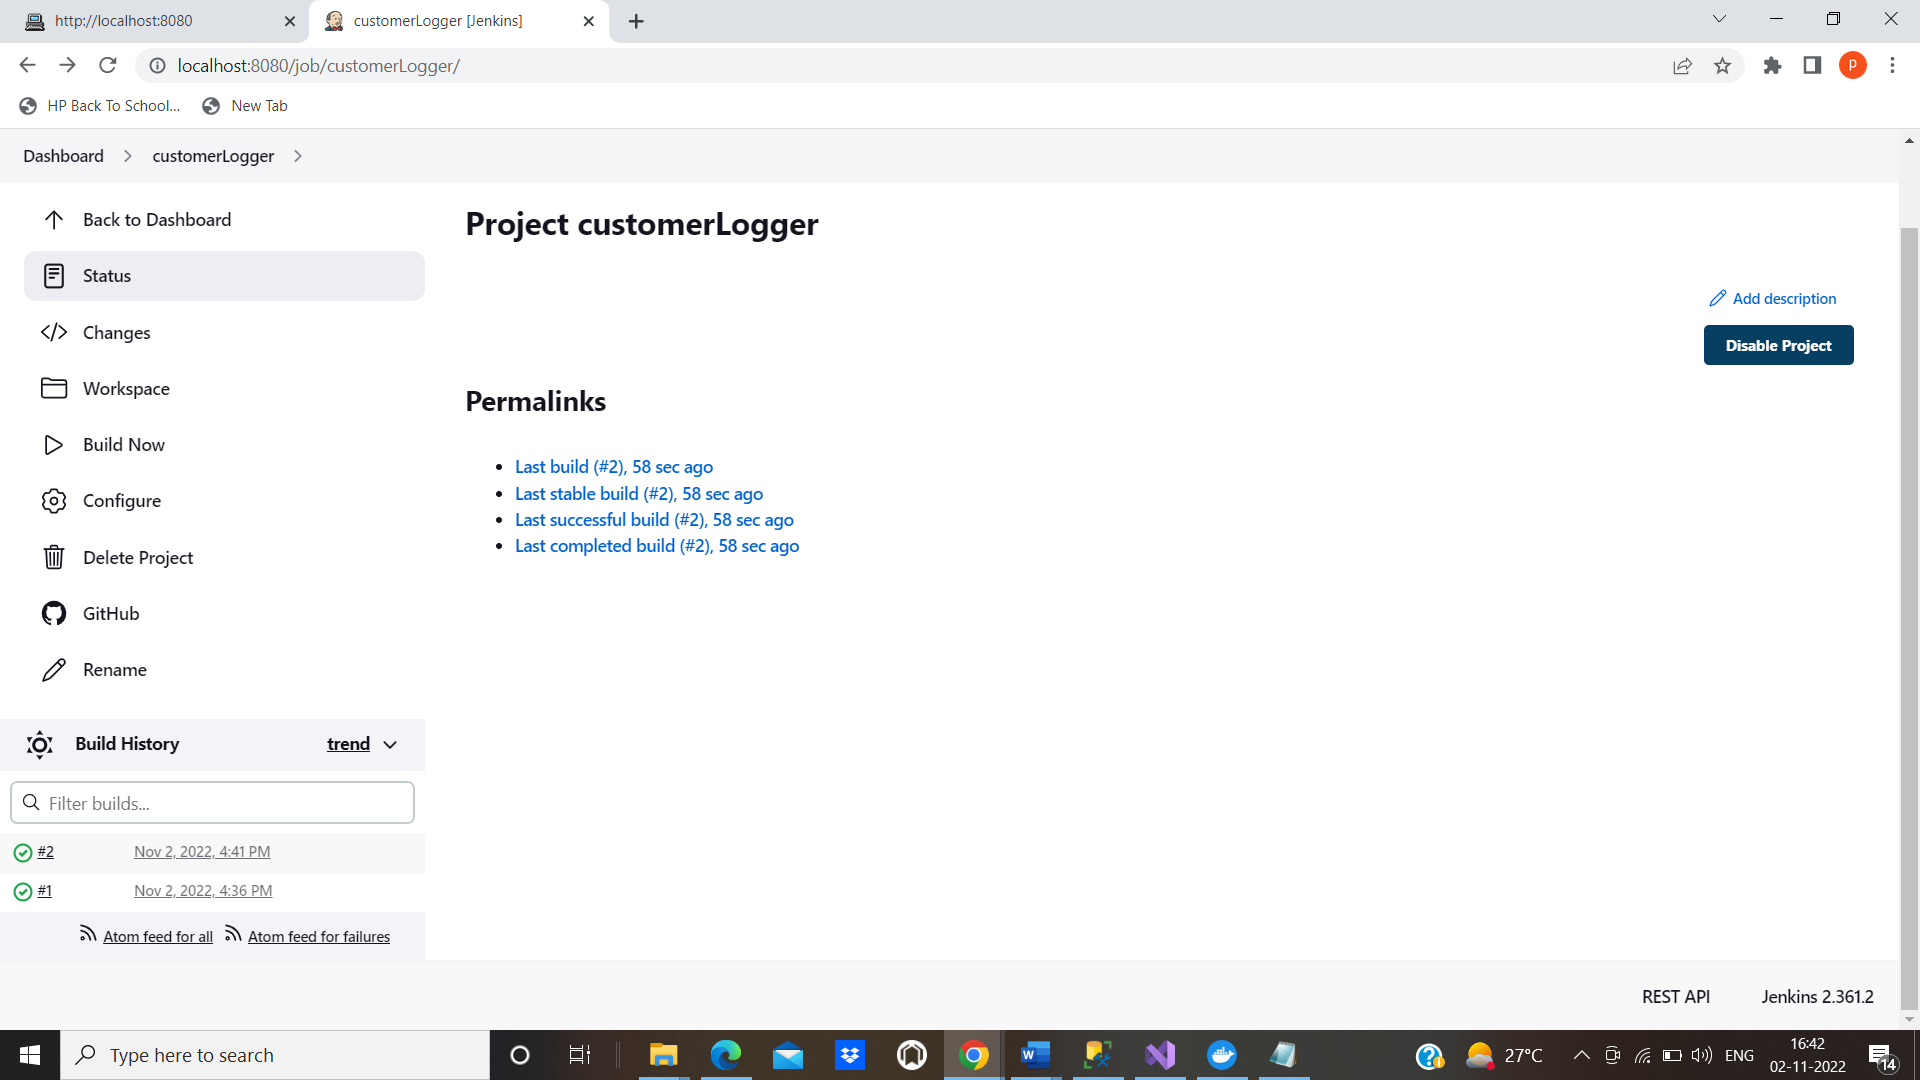 http://localhost:8080
customerLogger [Jenkins]
localhost:8080/job/customerLogger/
P
HP Back To School...
New Tab
Dashboard
customerLogger
Back to Dashboard
Status
Changes
Workspace
Build Now
Configure
Delete Project
GitHub
Rename
Build History
trend
Filter builds...
#2
Nov 2, 2022, 4:41 PM
#1
Nov 2, 2022, 4:36 PM
Atom feed for all
Atom feed for failures
Project customerLogger
Add description
Disable Project
Permalinks
Last build (#2), 58 sec ago
Last stable build (#2), 58 sec ago
Last successful build (#2), 58 sec ago
Last completed build (#2), 58 sec ago
REST API
Jenkins 2.361.2
Type here to search
27°C
ENG
16:42
02-11-2022
14